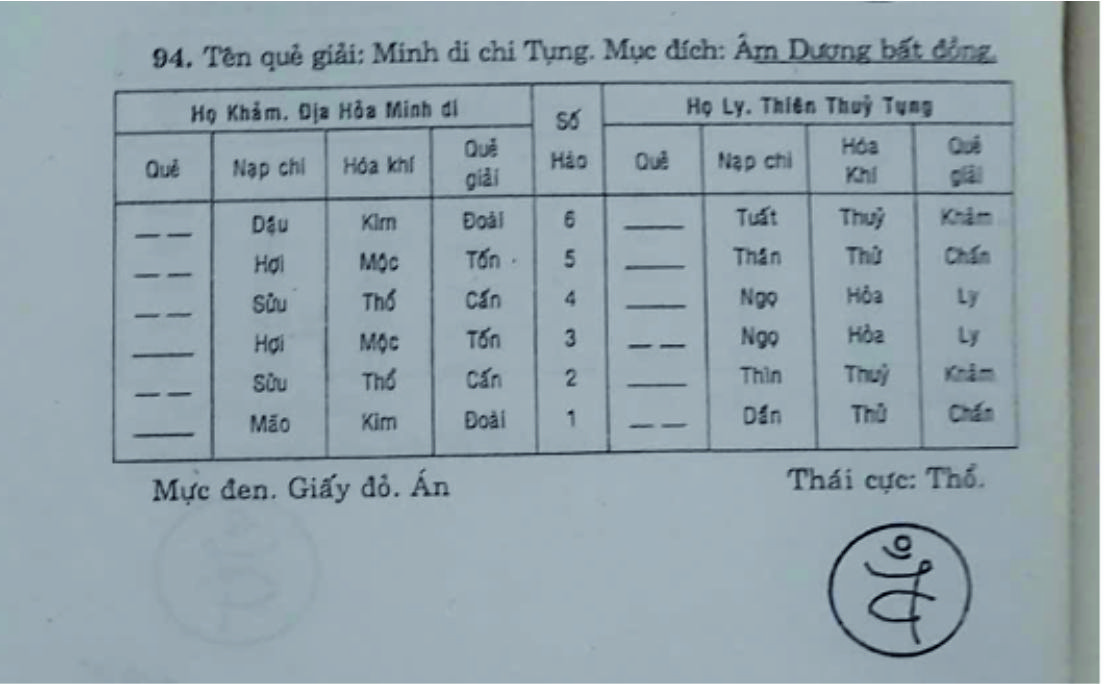 94. Tên quẻ giải: Minh di chi Tụng. Mục đích: Âm Dương bất đồng.
Họ Khảm. Địa Hỏa Minh di Số Hào Họ Ly. Thiên Thuỷ Tụng
Quẻ Nạp chi Hóa khí Quẻ giải Quẻ Nạp chi Hóa Khí Quẻ giải
Dậu Kim Đoài 6 Tuất Thuỷ Khảm
Hợi Mộc Tốn 5 Thân Thử Chấn
Sửu Thổ Cấn 4 Ngọ Hỏa Ly
Hợi Mộc Tốn 3 Ngọ Hỏa Ly
Sửu Thổ Cấn 2 Thìn Thuỷ Khảm
Mão Kim Đoài 1 Dần Thử Chấn
Mực đen. Giấy đỏ. Án Thái cực: Thổ.